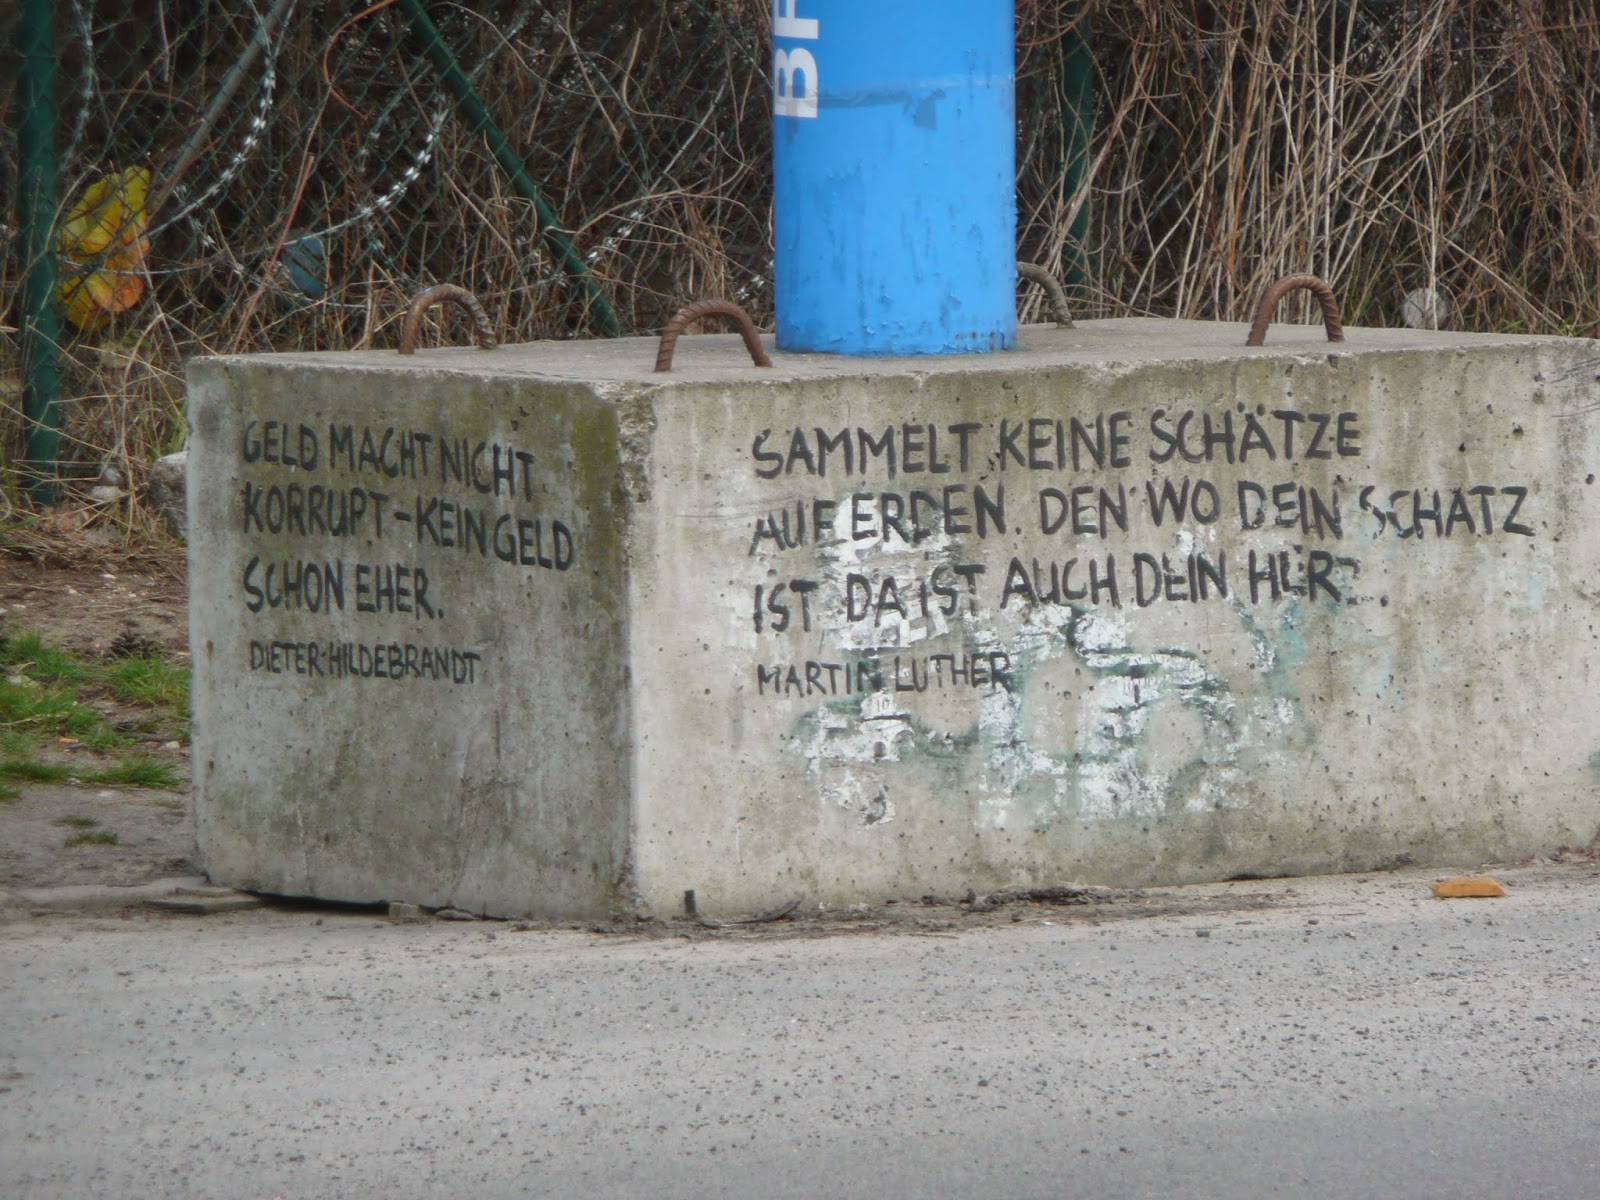 GELD MACHT NICHT
KORRUPT-KEIN GELD
SCHON EHER.
DIETER HILDEBRANDT
SAMMELT KEINE SCHÄTZE
AUF ERDEN. DEN WO DEIN SCHATZ
IST DA IST AUCH DEIN HERZ.
MARTIN LUTHER